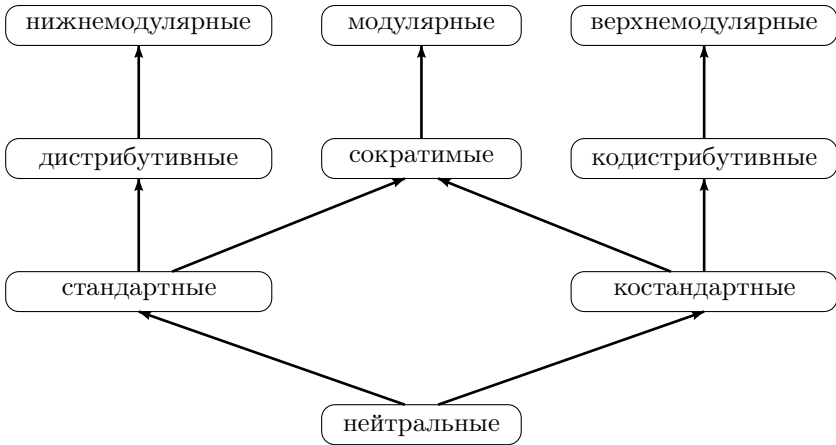 нижнемодулярные модулярные верхнемодулярные
дистрибутивные сократимые кодистрибутивные
стандартные костандартные
нейтральные